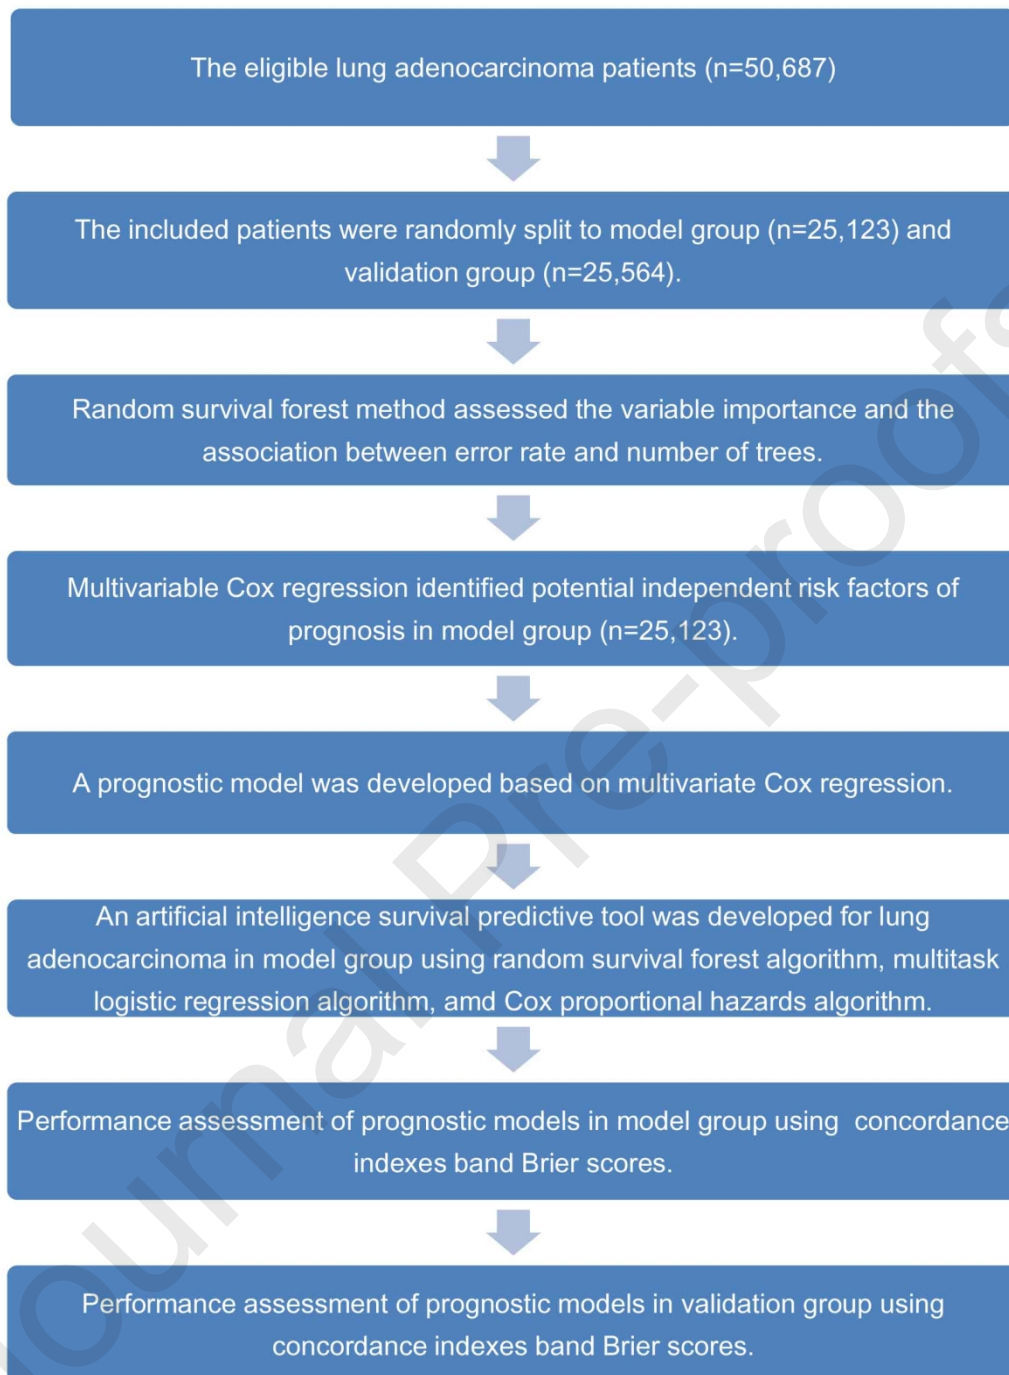 The eligible lung adenocarcinoma patients (n=50,687)
The included patients were randomly split to model group (n=25,123) and
validation group (n=25,564).
Random survival forest method assessed the variable importance and the
association between error rate and number of trees.
Multivariable Cox regression identified potential independent risk factors of
prognosis in model group (n=25,123).
A prognostic model was developed based on multivariate Cox regression.
An artificial intelligence survival predictive tool was developed for lung
adenocarcinoma in model group using random survival forest algorithm, multitask
logistic regression algorithm, amd Cox proportional hazards algorithm.
Performance assessment of prognostic models in model group using concordance
indexes band Brier scores.
Performance assessment of prognostic models in validation group using
concordance indexes band Brier scores.
Journal Pre-proofs